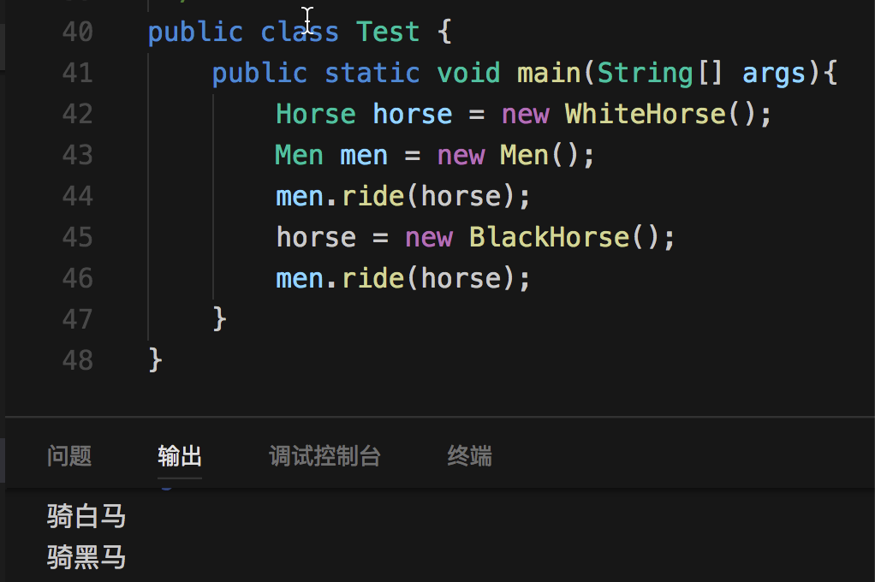 40 public class Test {
41 public static void main(String[] args){
42 Horse horse = new WhiteHorse();
43 Men men = new Men();
44 men.ride(horse);
45 horse = new BlackHorse();
46 men.ride(horse);
47 }
48 }
问题 输出 调试控制台 终端
骑白马
骑黑马